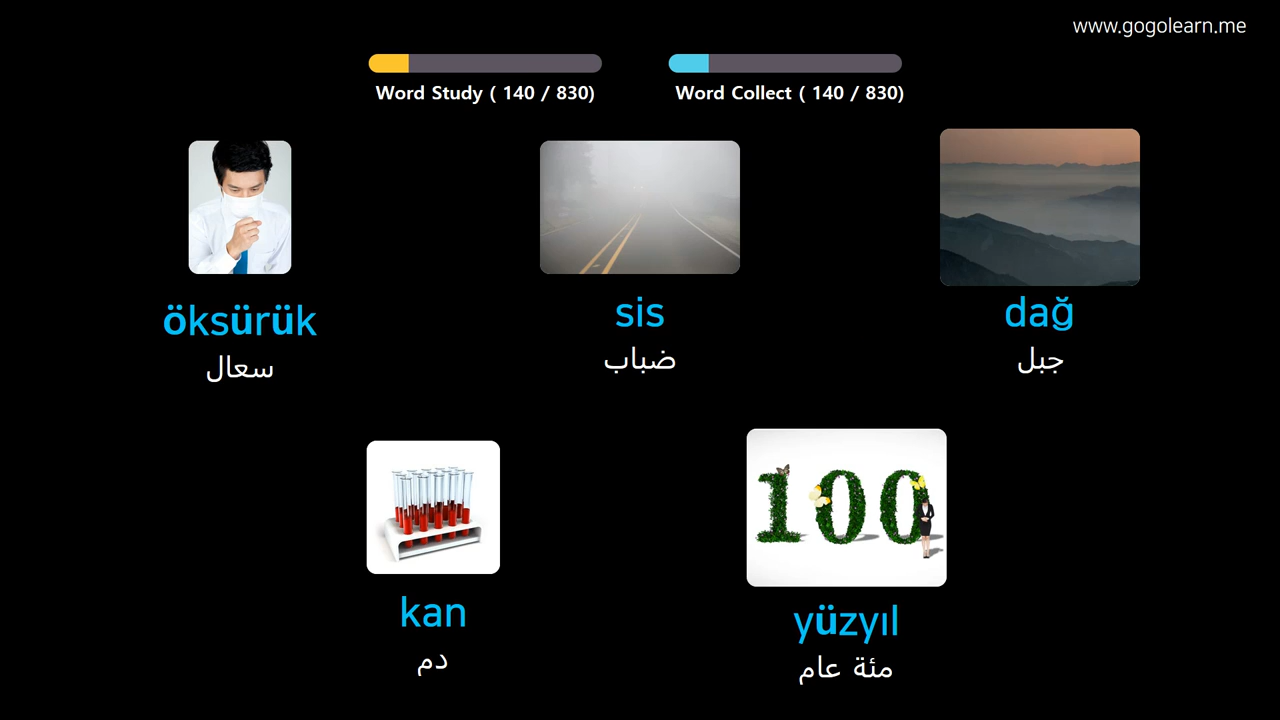 www.gogolearn.me
Word Study ( 140 / 830)
Word Collect ( 140 / 830)
öksürük
سعال
sis
ضباب
dağ
جبل
kan
دم
100
yüzyıl
مئة عام